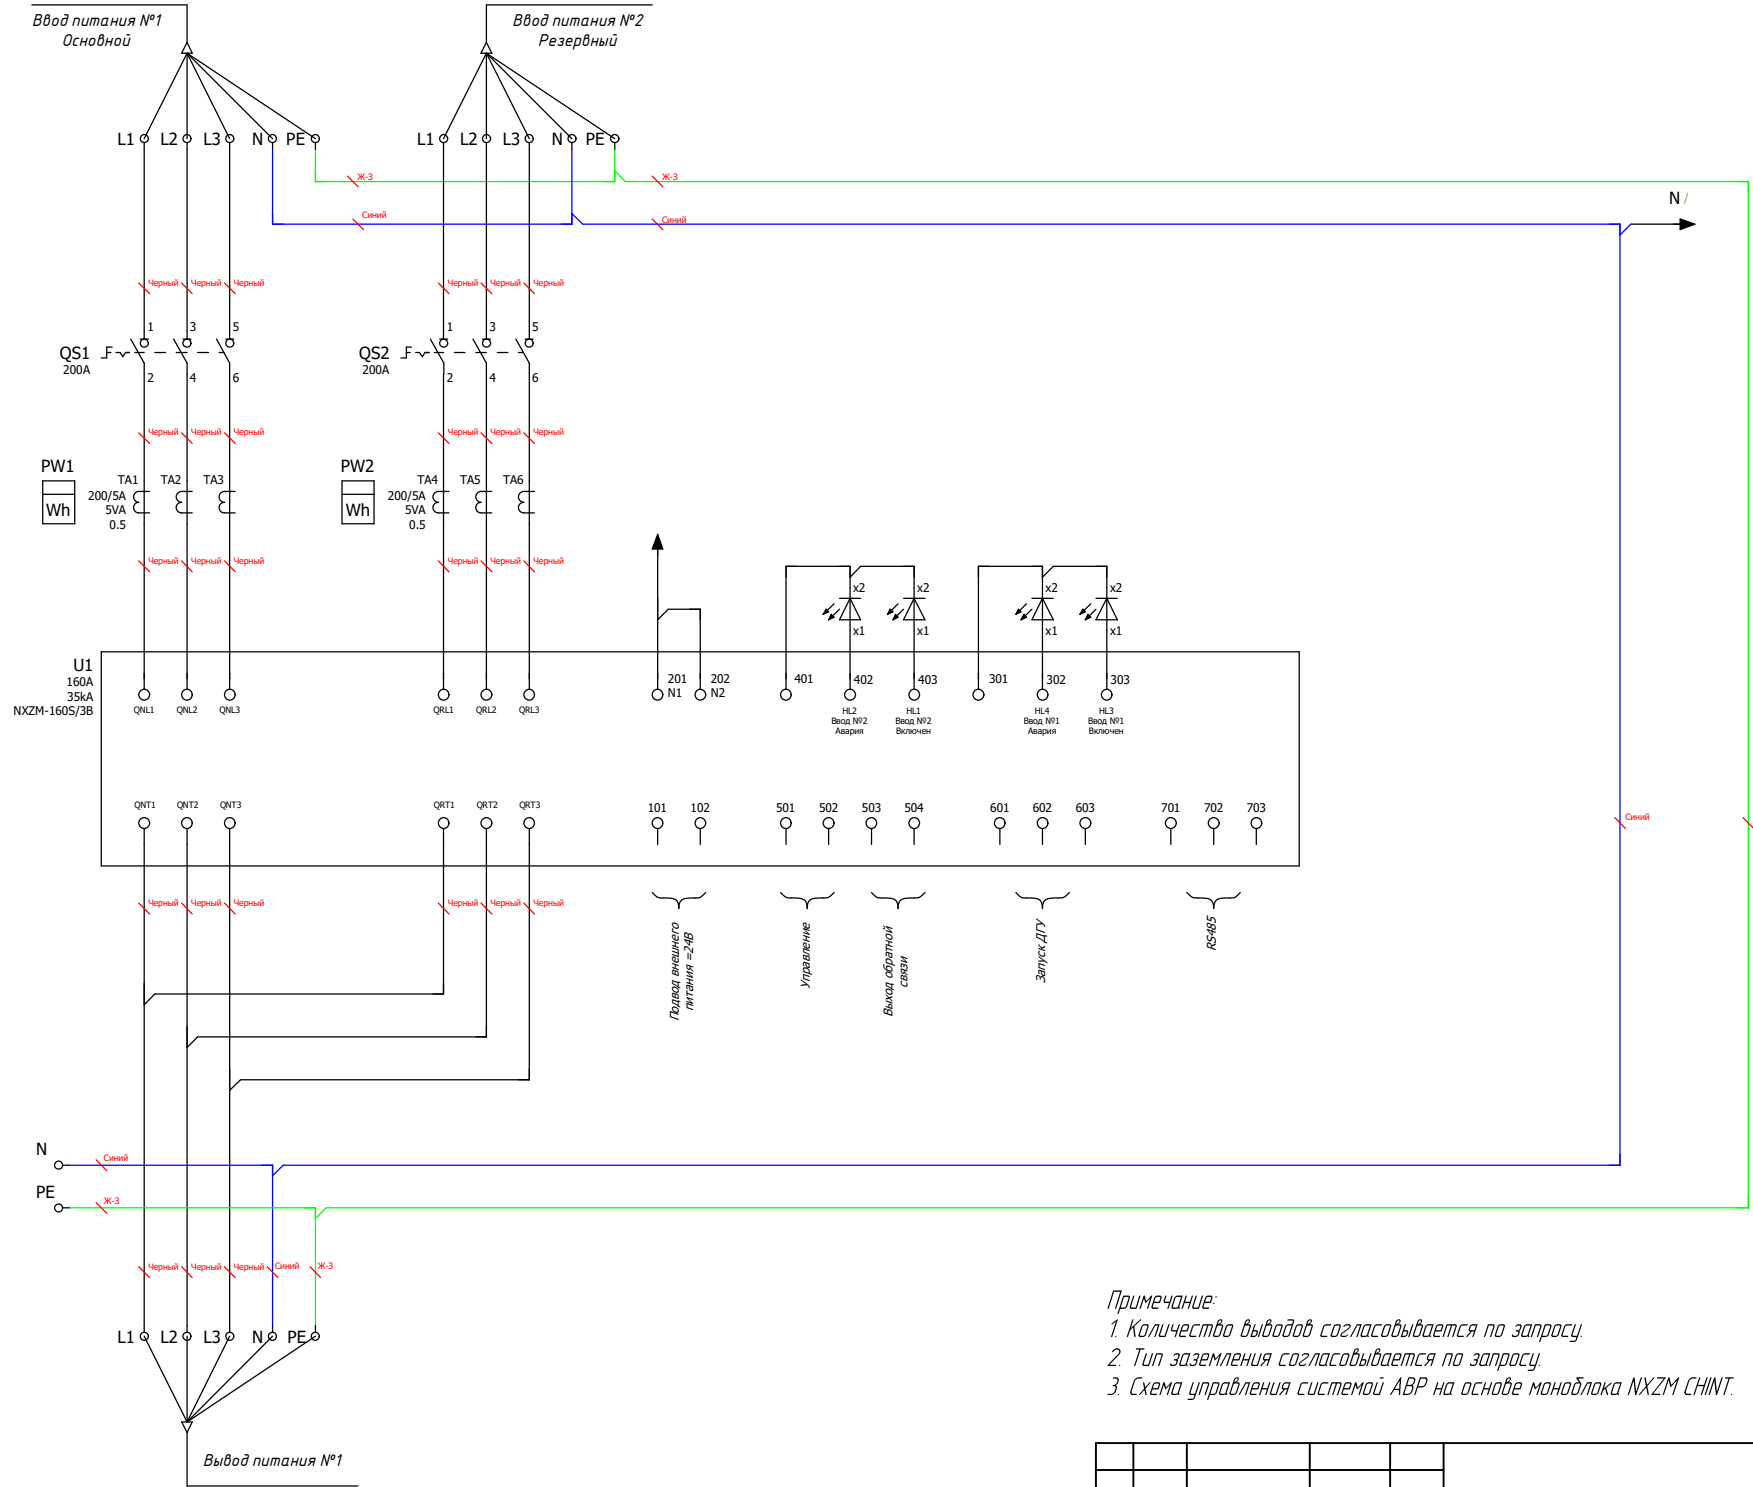 Ввод питания №1
Основной
Ввод питания №2
Резервный
L1 L2 L3 N PE
L1 L2 L3 N PE
Ж-З Ж-З
N /
Синий Синий
Черный Черный Черный Черный Черный Черный
1 3 5 1 3 5
QS1
200А
QS2
200А
2 4 6 2 4 6
Черный Черный Черный Черный Черный Черный
PW1
Wh
TA1 TA2 TA3
200/5A
5VA
0.5
PW2
Wh
TA4 TA5 TA6
200/5A
5VA
0.5
Черный Черный Черный Черный Черный Черный
x2 x2 x2 x2
x1 x1 x1 x1
U1
160A
35kA
NXZM-160S/3B
QNL1 QNL2 QNL3
QRL1 QRL2 QRL3
201
N1
202
N2
401 402 403 301 302 303
HL2
Ввод №2
Авария
HL1
Ввод №2
Включен
HL4
Ввод №1
Авария
HL3
Ввод №1
Включен
QNT1 QNT2 QNT3 QRT1 QRT2 QRT3
101 102 501 502 503 504 601 602 603 701 702 703
Синий
Черный Черный Черный Черный Черный Черный
Подвод внешнего
питания =24В
Управление
Выход обратной
связи
Запуск ДГУ
RS485
N
Синий
PE
Ж-З
Черный Черный Черный Синий Ж-З
L1 L2 L3 N PE
Вывод питания №1
Примечание:
1. Количество выводов согласовывается по запросу.
2. Тип заземления согласовывается по запросу.
3. Схема управления системой АВР на основе моноблока NXZM CHINT.